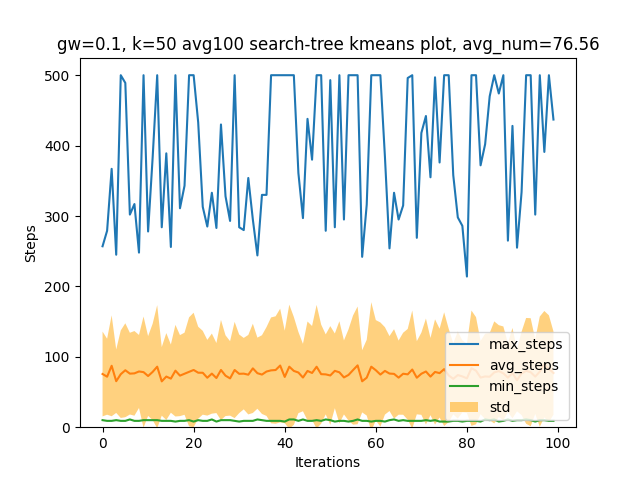 gw=0.1, k=50 avg100 search-tree kmeans plot, avg_num=76.56
500
400
300
200
100
0
Steps
max_steps
avg_steps
min_steps
std
0 20 40 60 80 100
Iterations